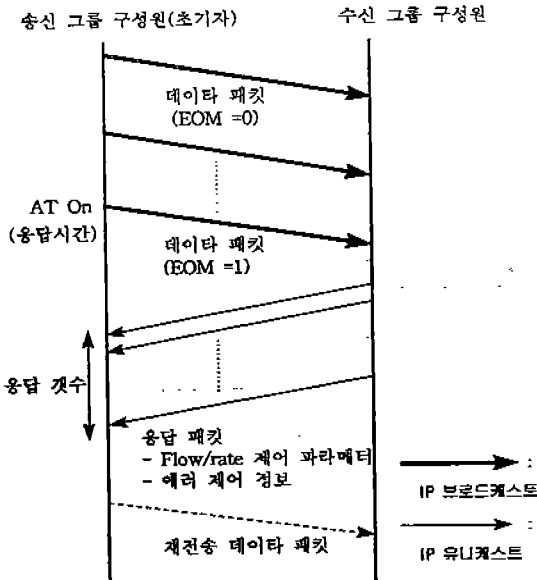 송신 그룹 구성원(초기자)
수신 그룹 구성원
데이타 패킷
(EOM =0)
AT On
(응답시간)
데이타 패킷
(EOM =1)
응답 갯수
응답 패킷
- Flow/rate 제어 파라메터
- 에러 제어 정보
재전송 데이타 패킷
IP 브로드캐스트
IP 유니캐스트